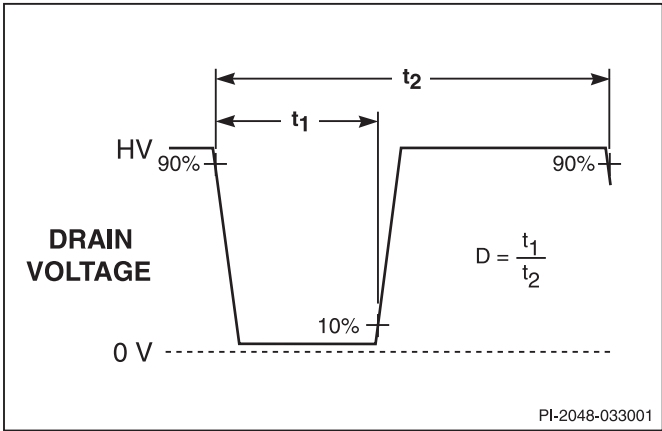 t2
t1
HV
90%
90%
DRAIN
VOLTAGE
D = t1
t2
10%
0 V
PI-2048-033001